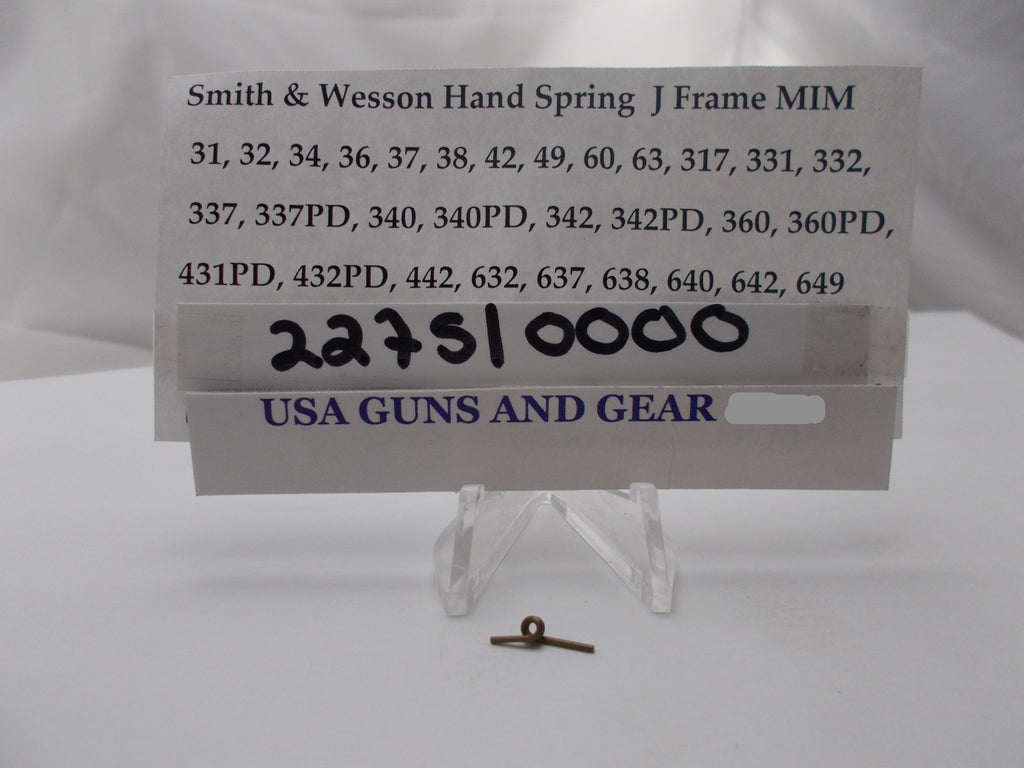 Smith & Wesson Hand Spring J Frame MIM
31, 32, 34, 36, 37, 38, 42, 49, 60, 63, 317, 331, 332,
337, 337PD, 340, 340PD, 342, 342PD, 360, 360PD,
431PD, 432PD, 442, 632, 637, 638, 640, 642, 649
22751 0000
USA GUNS AND GEAR